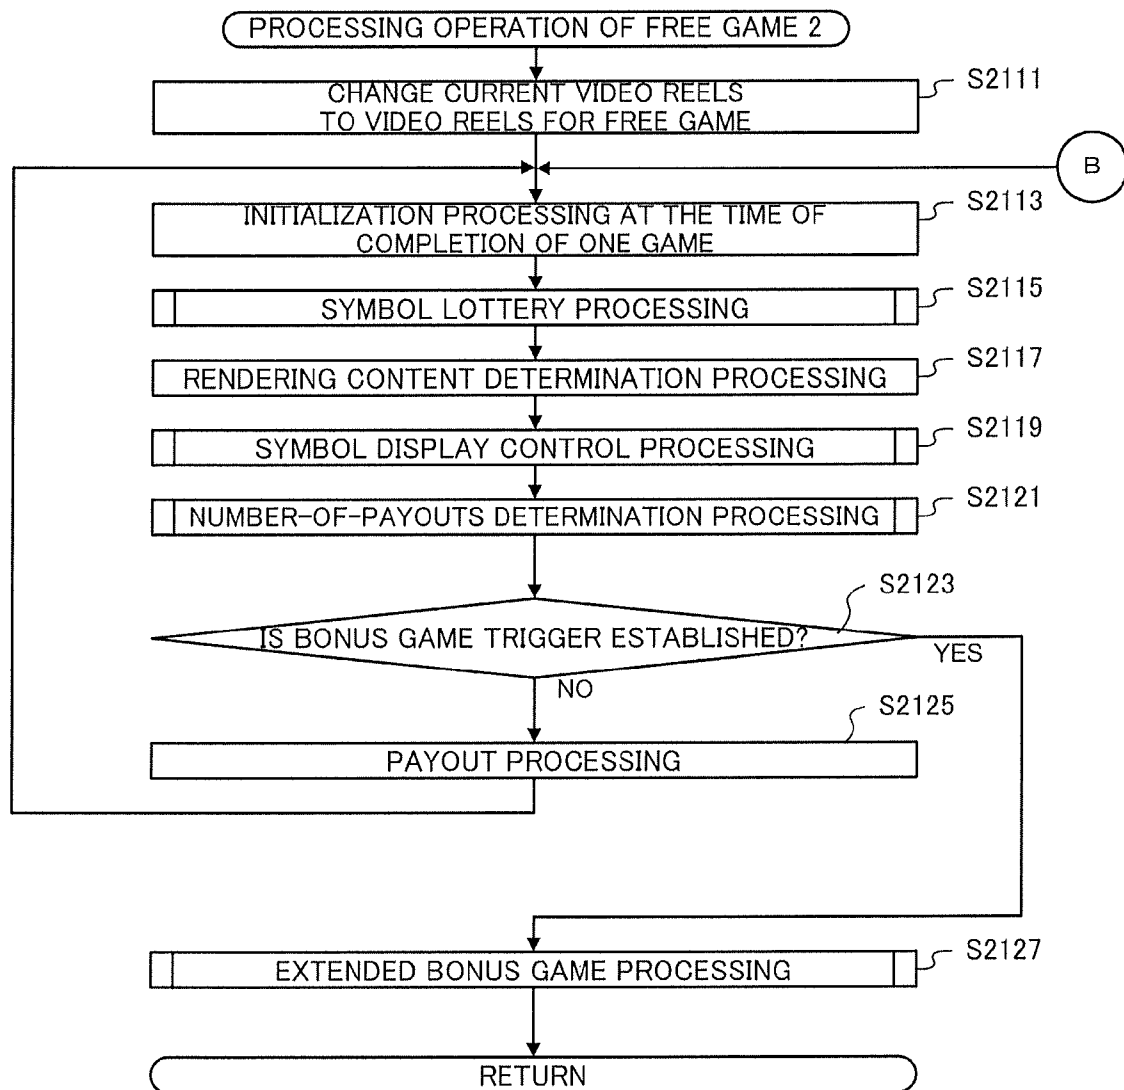 PROCESSING OPERATION OF FREE GAME 2
CHANGE CURRENT VIDEO REELS
TO VIDEO REELS FOR FREE GAME
S2111
B
INITIALIZATION PROCESSING AT THE TIME OF
COMPLETION OF ONE GAME
S2113
SYMBOL LOTTERY PROCESSING
S2115
RENDERING CONTENT DETERMINATION PROCESSING
S2117
SYMBOL DISPLAY CONTROL PROCESSING
S2119
NUMBER-OF-PAYOUTS DETERMINATION PROCESSING
S2121
IS BONUS GAME TRIGGER ESTABLISHED?
S2123
YES
NO
PAYOUT PROCESSING
S2125
EXTENDED BONUS GAME PROCESSING
S2127
RETURN